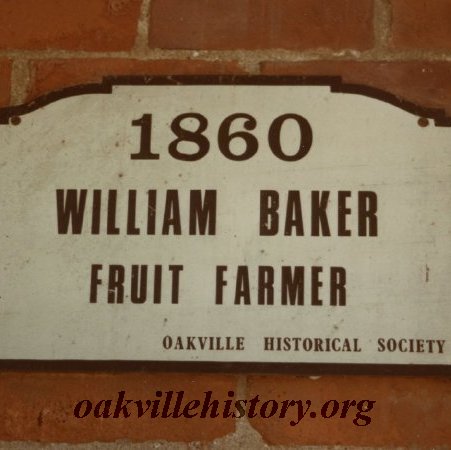 1860
WILLIAM BAKER
FRUIT FARMER
OAKVILLE HISTORICAL SOCIETY
oakvillehistory.org